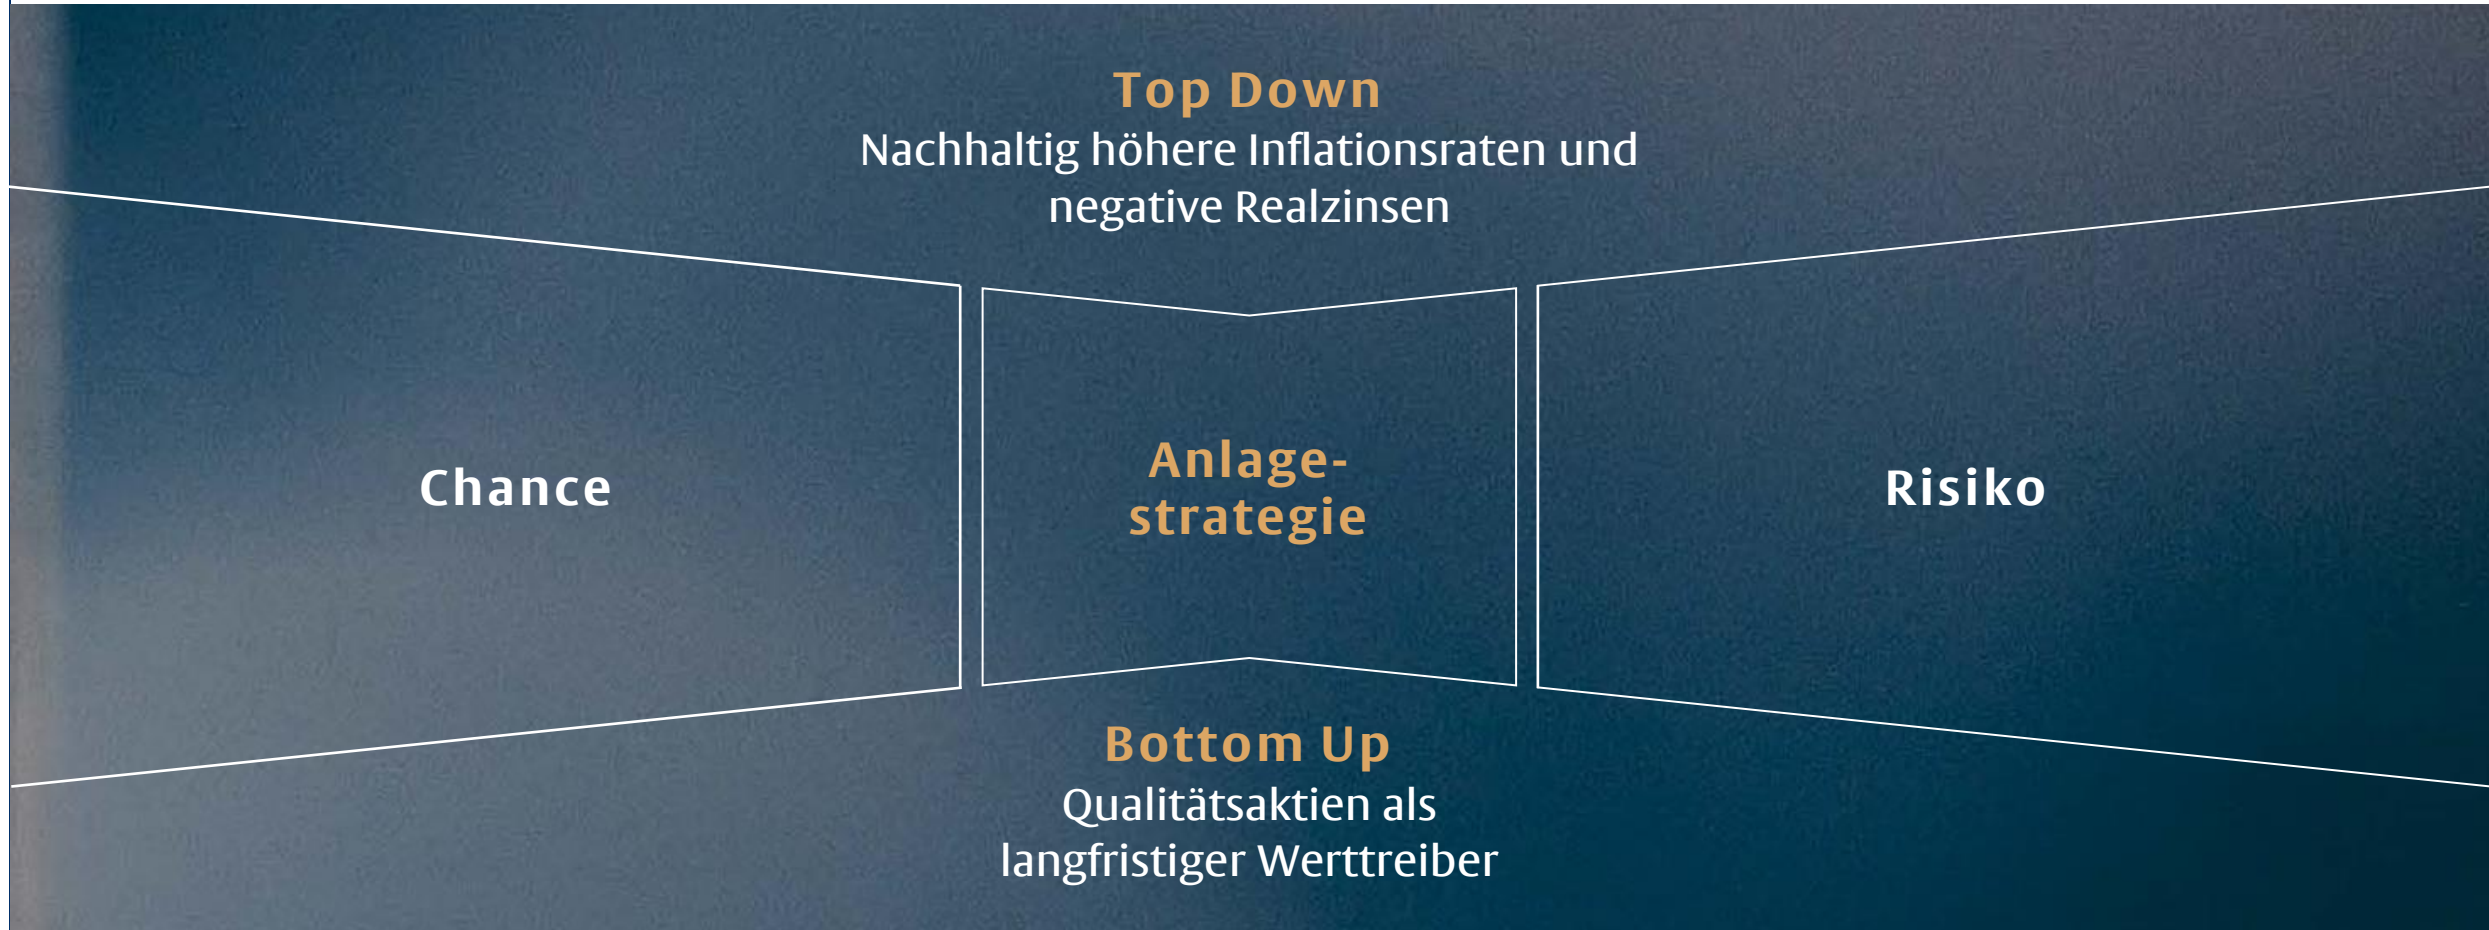 Top Down
Nachhaltig höhere Inflationsraten und
negative Realzinsen
Chance
Anlage-
strategie
Risiko
Bottom Up
Qualitätsaktien als
langfristiger Werttreiber